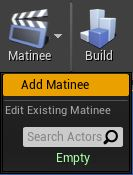 Matinee Build
Add Matinee
Edit Existing Matinee
Search Actors
Empty